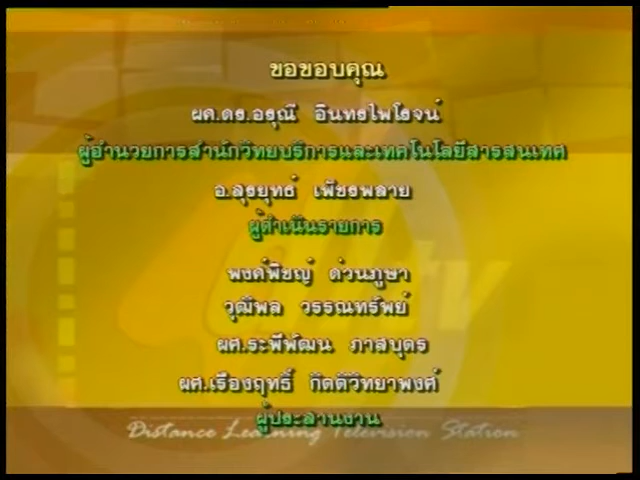 ขอขอบคุณ
ผศ.ดร.อรุณี อินทรไพโรจน์
ผู้อำนวยการสำนักวิทยบริการและเทคโนโลยีสารสนเทศ
อ.สุรยุทธ์ เพ็ชรพลาย
ผู้ดำเนินรายการ
พงค์พิชญ์ ด่วนภูษา
วุฒิพล วรรณทรัพย์
ผศ.ระพีพัฒน ภาสบุตร
ผศ.เรืองฤทธิ์ กิตติวิทยาพงศ์
ผู้ประสานงาน
Distance Learning Television Station